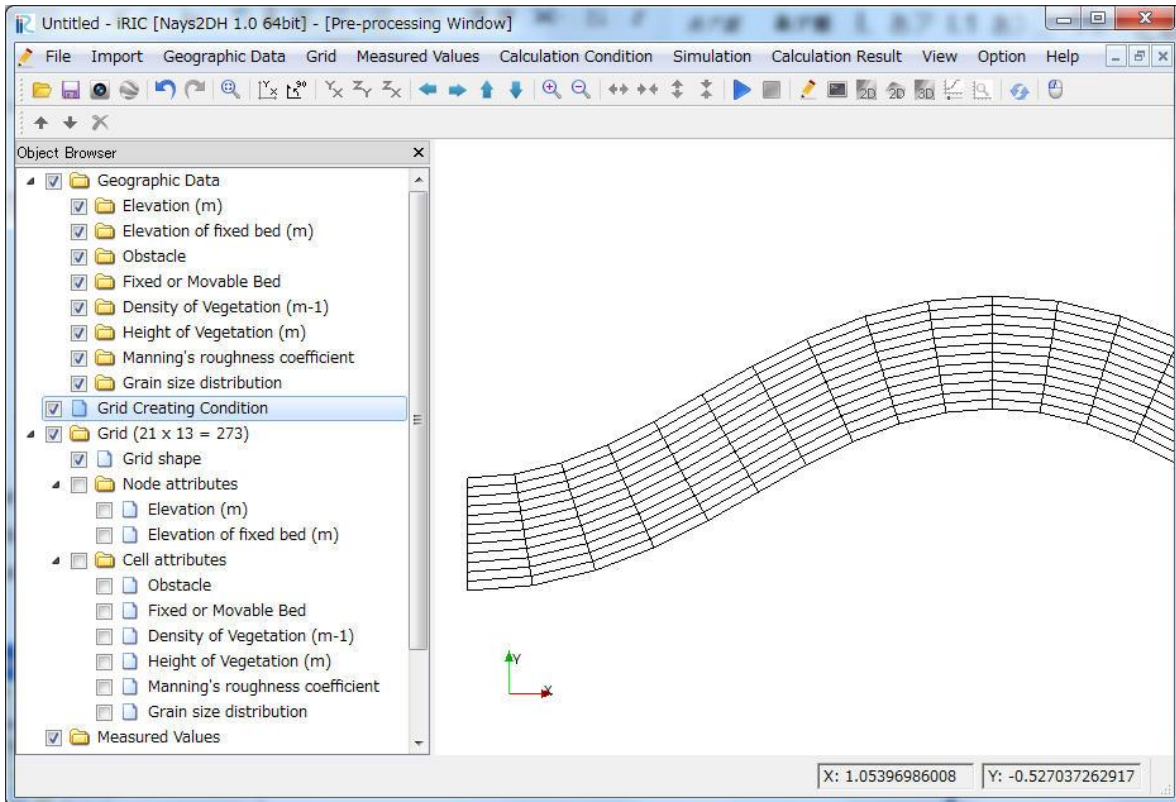 Untitled - iRIC [Nays2DH 1.0 64bit] - [Pre-processing Window]
File Import Geographic Data Grid Measured Values Calculation Condition Simulation Calculation Result View Option Help
Object Browser
Geographic Data
Elevation (m)
Elevation of fixed bed (m)
Obstacle
Fixed or Movable Bed
Density of Vegetation (m-1)
Height of Vegetation (m)
Manning's roughness coefficient
Grain size distribution
Grid Creating Condition
Grid (21 x 13 = 273)
Grid shape
Node attributes
Elevation (m)
Elevation of fixed bed (m)
Cell attributes
Obstacle
Fixed or Movable Bed
Density of Vegetation (m-1)
Height of Vegetation (m)
Manning's roughness coefficient
Grain size distribution
Measured Values
Y
X
X: 1.05396986008 Y: -0.527037262917